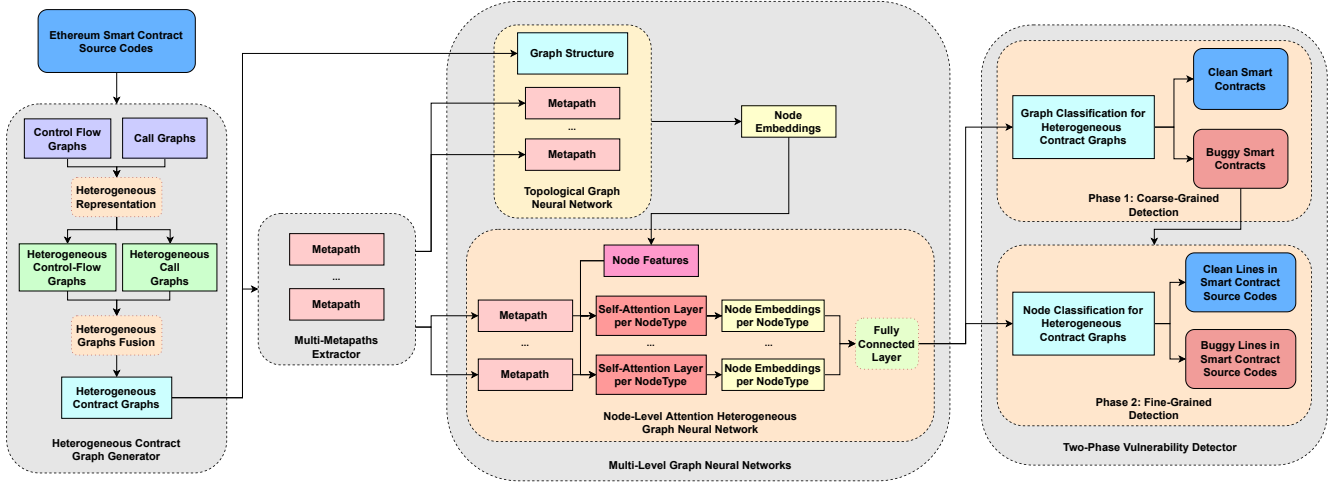 Ethereum Smart Contract
Source Codes
Control Flow
Graphs
Call Graphs
Heterogeneous
Representation
Heterogeneous
Control-Flow
Graphs
Heterogeneous
Call
Graphs
Heterogeneous
Graphs Fusion
Heterogeneous
Contract Graphs
Heterogeneous Contract
Graph Generator
Metapath
...
Metapath
Multi-Metapaths
Extractor
Graph Structure
Metapath
...
Metapath
Topological Graph
Neural Network
Node
Embeddings
Node Features
Metapath
...
Metapath
Self-Attention Layer
per NodeType
...
Self-Attention Layer
per NodeType
Node Embeddings
per NodeType
...
Node Embeddings
per NodeType
Fully
Connected
Layer
Node-Level Attention Heterogeneous
Graph Neural Network
Multi-Level Graph Neural Networks
Graph Classification for
Heterogeneous
Contract Graphs
Clean Smart
Contracts
Buggy Smart
Contracts
Phase 1: Coarse-Grained
Detection
Node Classification for
Heterogeneous
Contract Graphs
Clean Lines in
Smart Contract
Source Codes
Buggy Lines in
Smart Contract
Source Codes
Phase 2: Fine-Grained
Detection
Two-Phase Vulnerability Detector